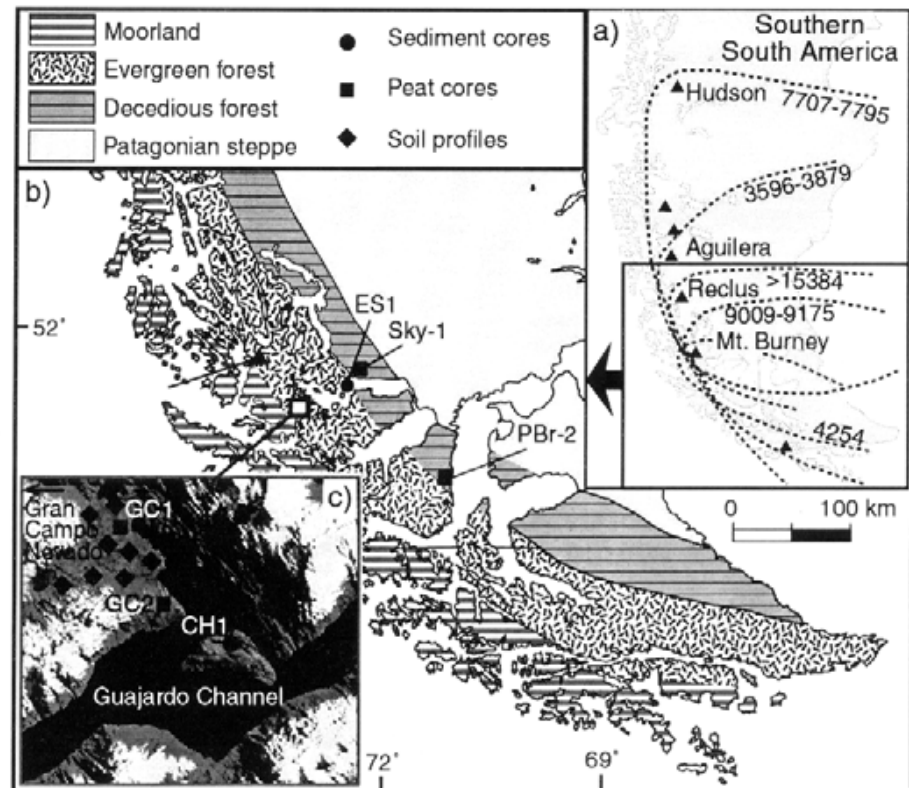 Moorland
Evergreen forest
Decedious forest
Patagonian steppe
Sediment cores
Peat cores
Soil profiles
a)
Southern
South America
Hudson
7707-7795
3596-3879
Aguilera
Reclus
>15384
9009-9175
Mt. Burney
4254
0
100 km
b)
52°
ES1
Sky-1
PBr-2
c)
Gran
Campo
Nevado
GC1
GC2
CH1
Guajardo Channel
72°
69°